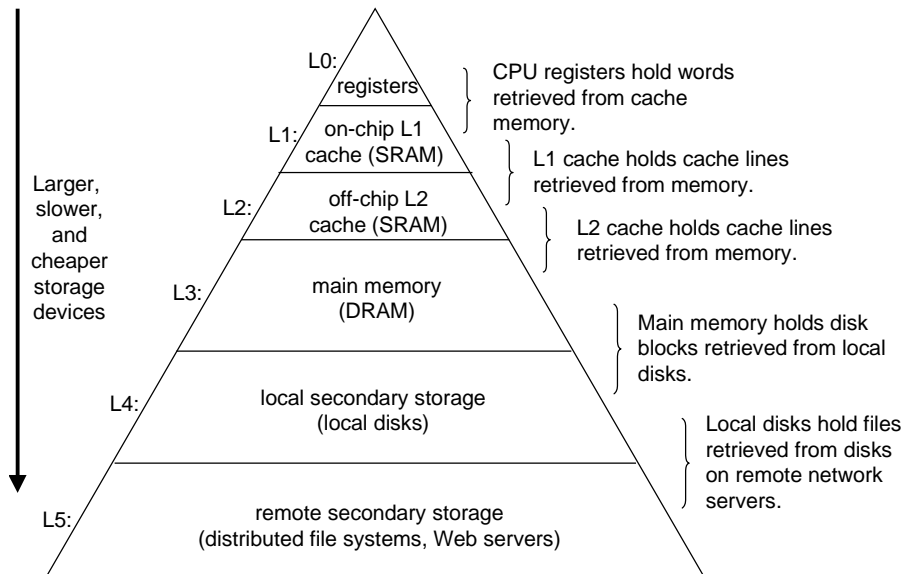 L0:
registers
CPU registers hold words
retrieved from cache
memory.
L1:
on-chip L1
cache (SRAM)
L1 cache holds cache lines
retrieved from memory.
Larger,
slower,
and
cheaper
storage
devices
L2:
off-chip L2
cache (SRAM)
L2 cache holds cache lines
retrieved from memory.
L3:
main memory
(DRAM)
Main memory holds disk
blocks retrieved from local
disks.
L4:
local secondary storage
(local disks)
Local disks hold files
retrieved from disks
on remote network
servers.
L5:
remote secondary storage
(distributed file systems, Web servers)